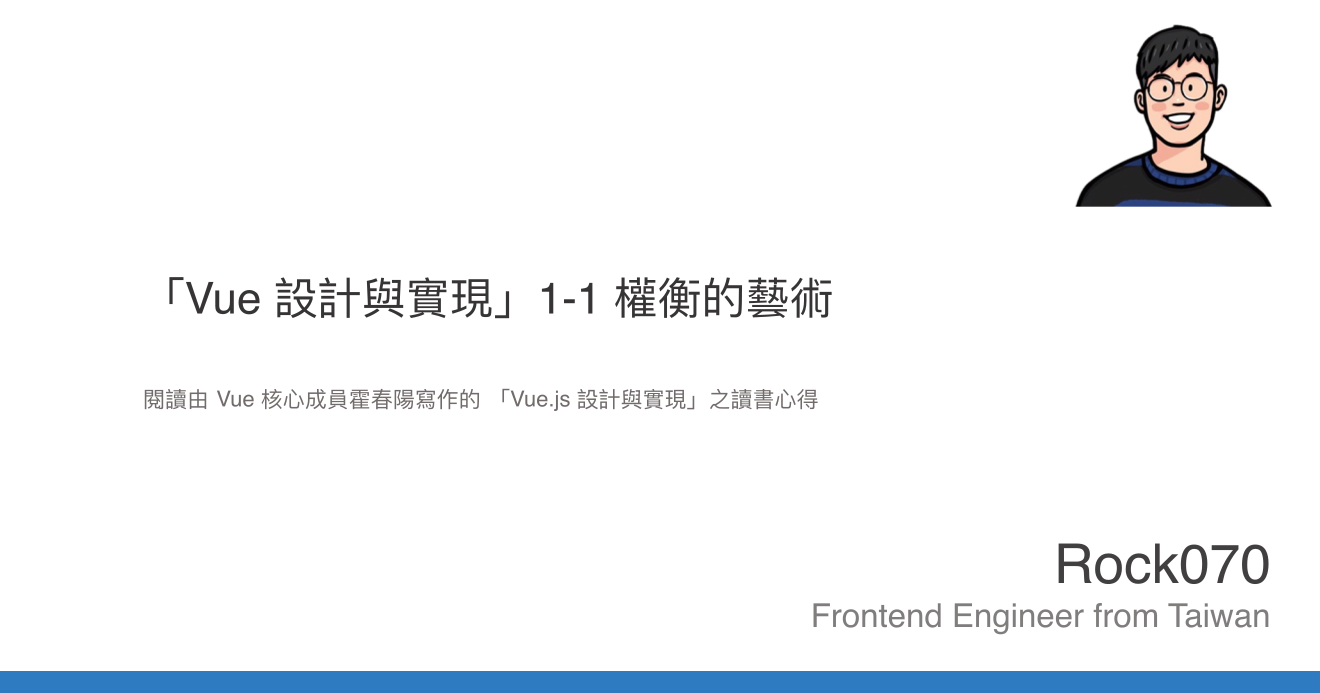 「Vue 設計與實現」1-1 權衡的藝術
閱讀由 Vue 核心成員霍春陽寫作的 「Vue.js 設計與實現」之讀書心得
Rock070
Frontend Engineer from Taiwan